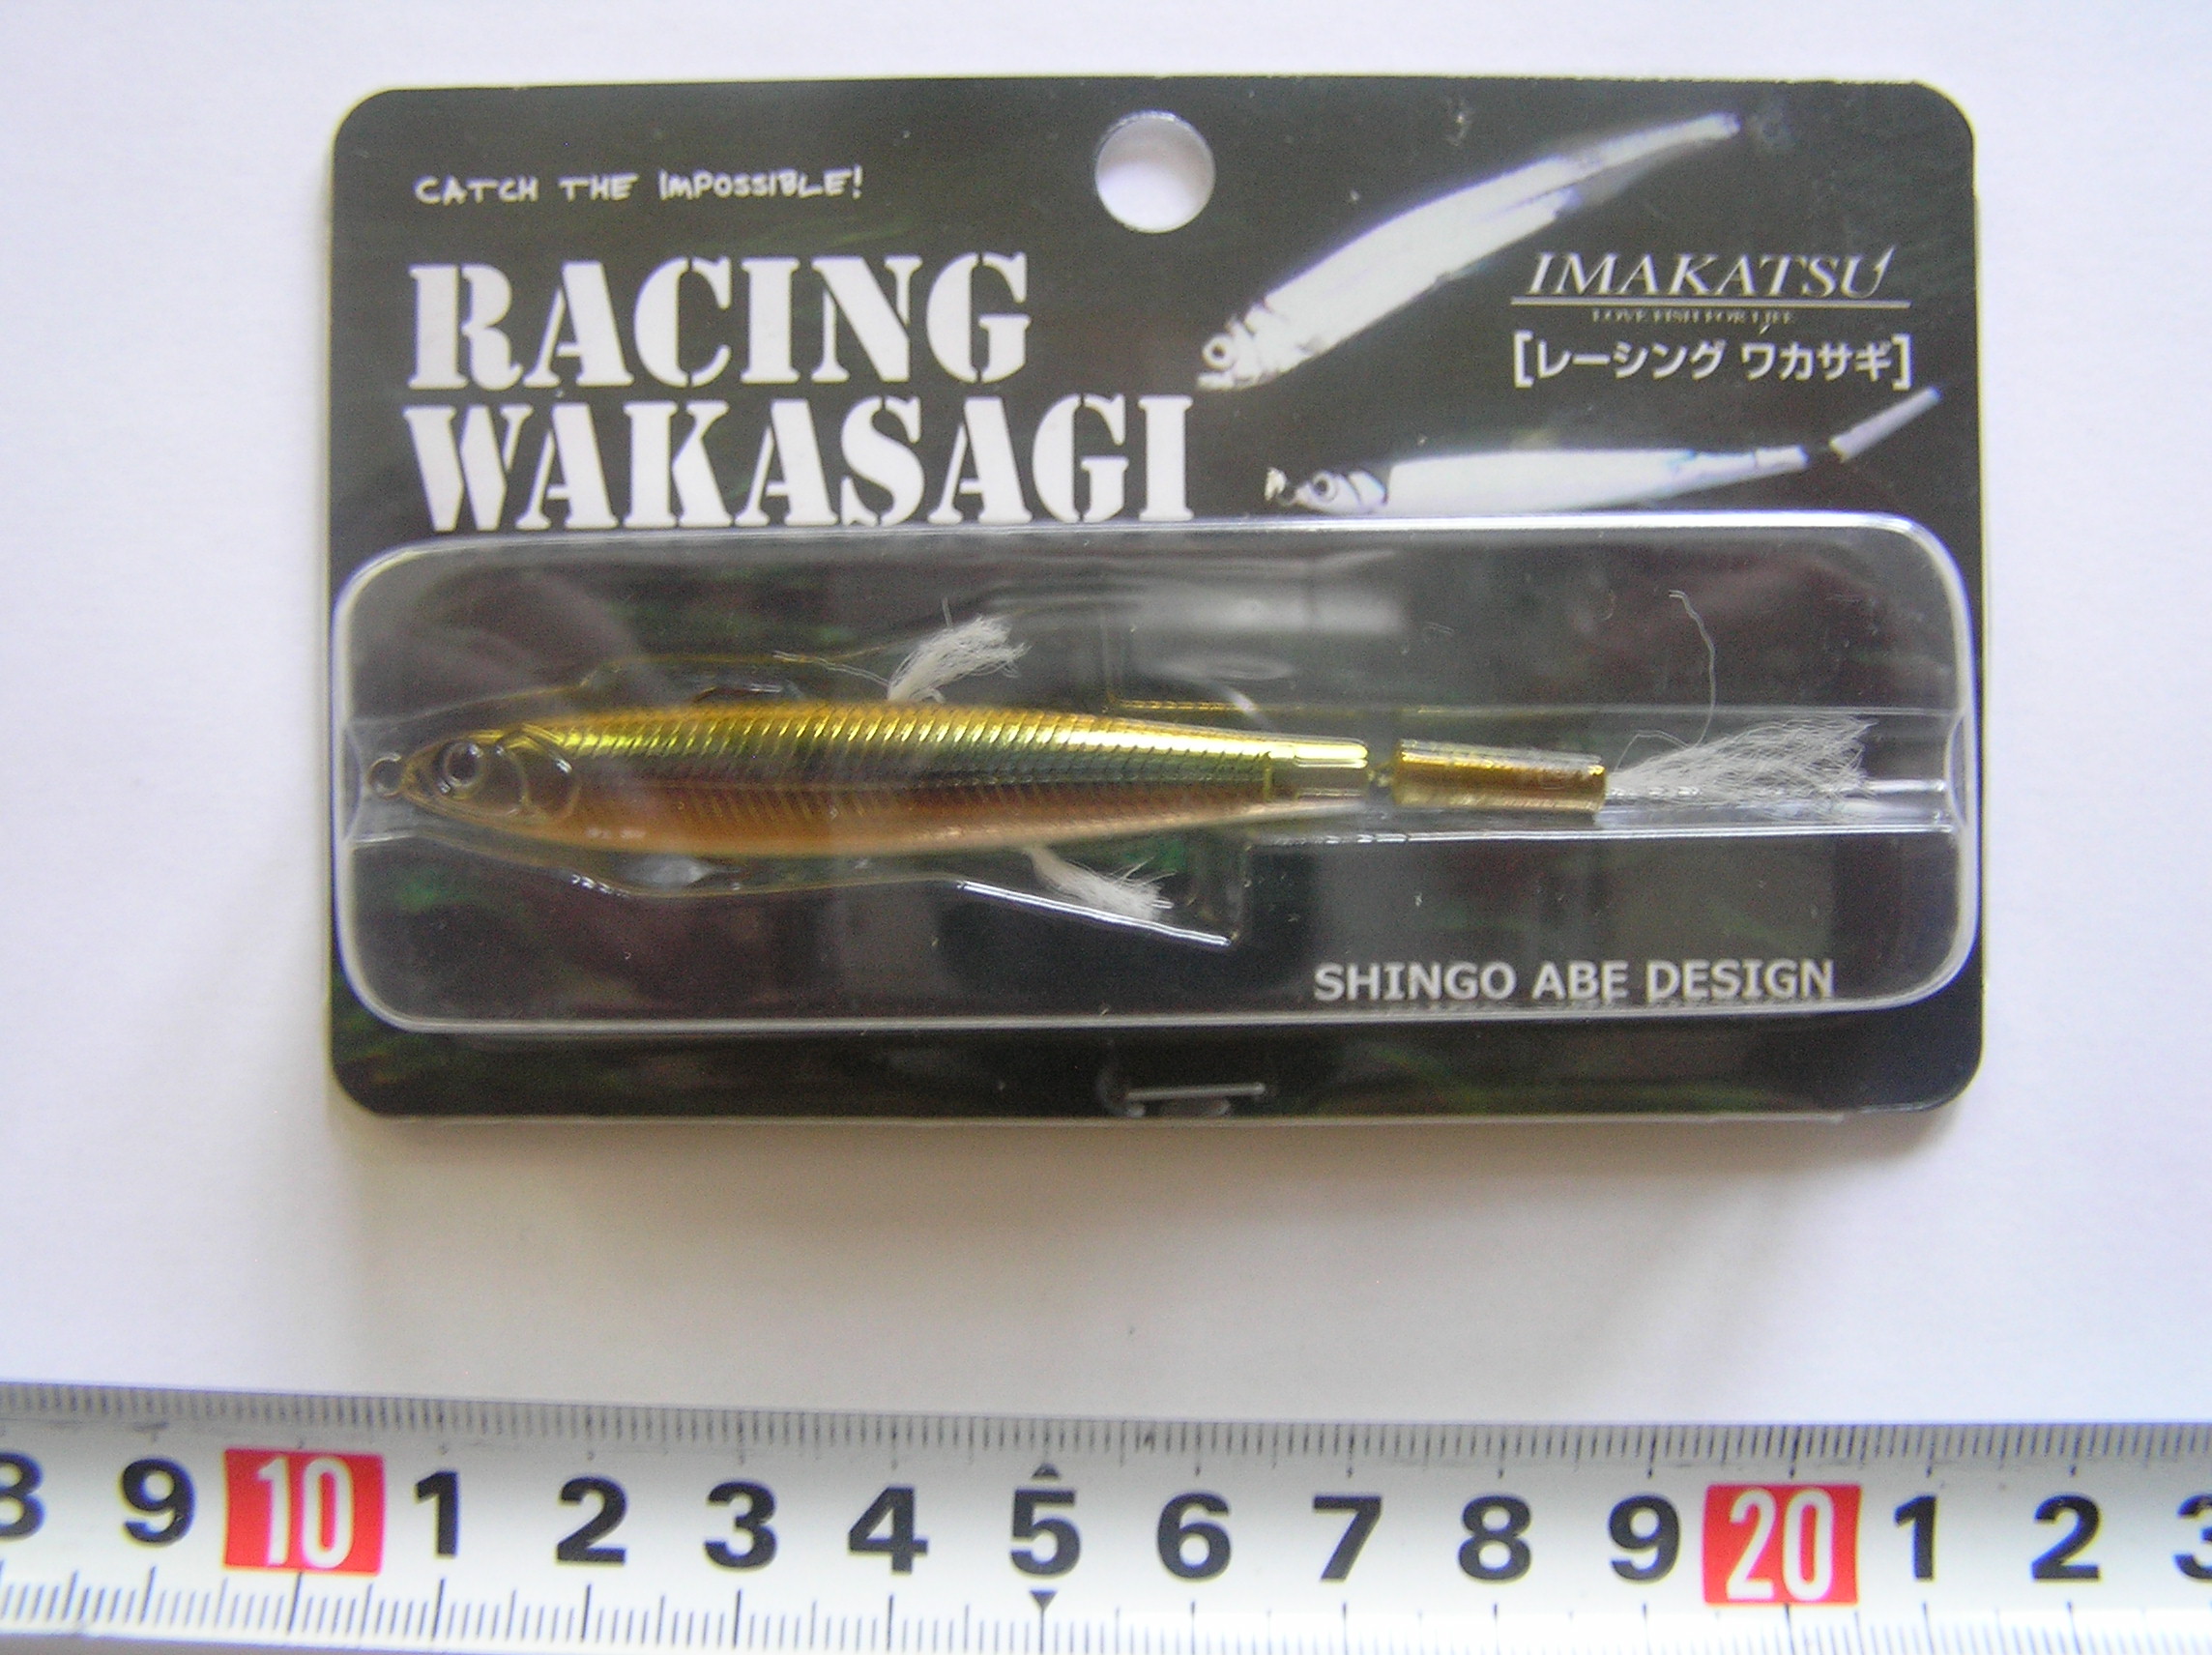 CATCH THE IMPOSSIBLE!
RACING
WAKASAGI
IMAKATSU
LOVE FISH FOR LIFE
[レーシング ワカサギ]
SHINGO ABE DESIGN
8 9 10 1 2 3 4 5 6 7 8 9 20 1 2 3